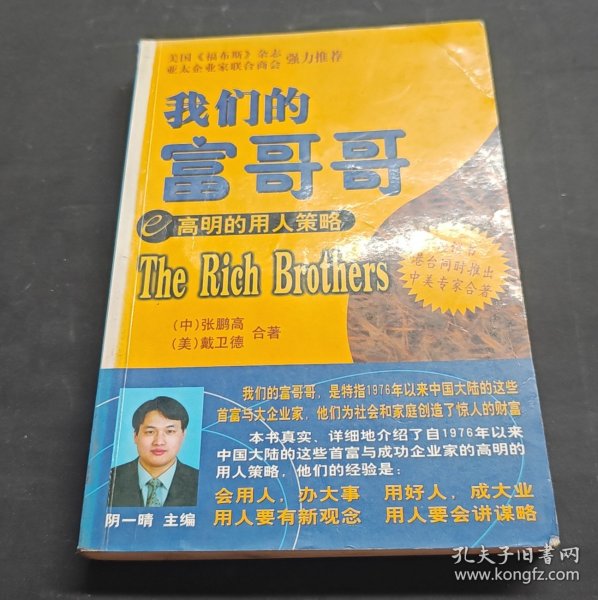 美国《福布斯》杂志
亚太企业家联合商会
强力推荐
我们的
富哥哥
e 高明的用人策略
The Rich Brothers
港台同时推出
中美专家合著
(中)张鹏高
(美)戴卫德
合著
我们的富哥哥，是特指1976年以来中国大陆的这些
首富与大企业家，他们为社会和家庭创造了惊人的财富
本书真实、详细地介绍了自1976年以来
中国大陆的这些首富与成功企业家的高明的
用人策略，他们的经验是：
会用人，办大事 用好人，成大业
用人要有新观念 用人要会讲谋略
阴一晴 主编
孔夫子旧书网
www.kongfz.com